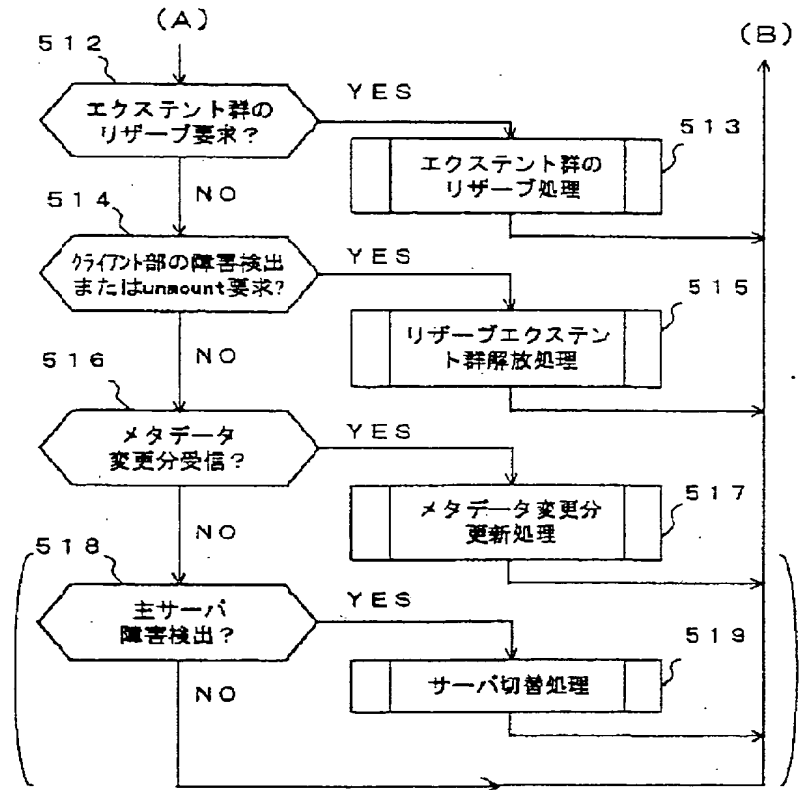 (A)
(B)
５１２
エクステント群の
リザーブ要求？
ＹＥＳ
５１３
エクステント群の
リザーブ処理
ＮＯ
５１４
ｸﾗｲｱﾝﾄ部の障害検出
またはunmount要求?
ＹＥＳ
５１５
リザーブエクステン
ト群解放処理
ＮＯ
５１６
メタデータ
変更分受信？
ＹＥＳ
５１７
メタデータ変更分
更新処理
ＮＯ
５１８
主サーバ
障害検出？
ＹＥＳ
５１９
サーバ切替処理
ＮＯ